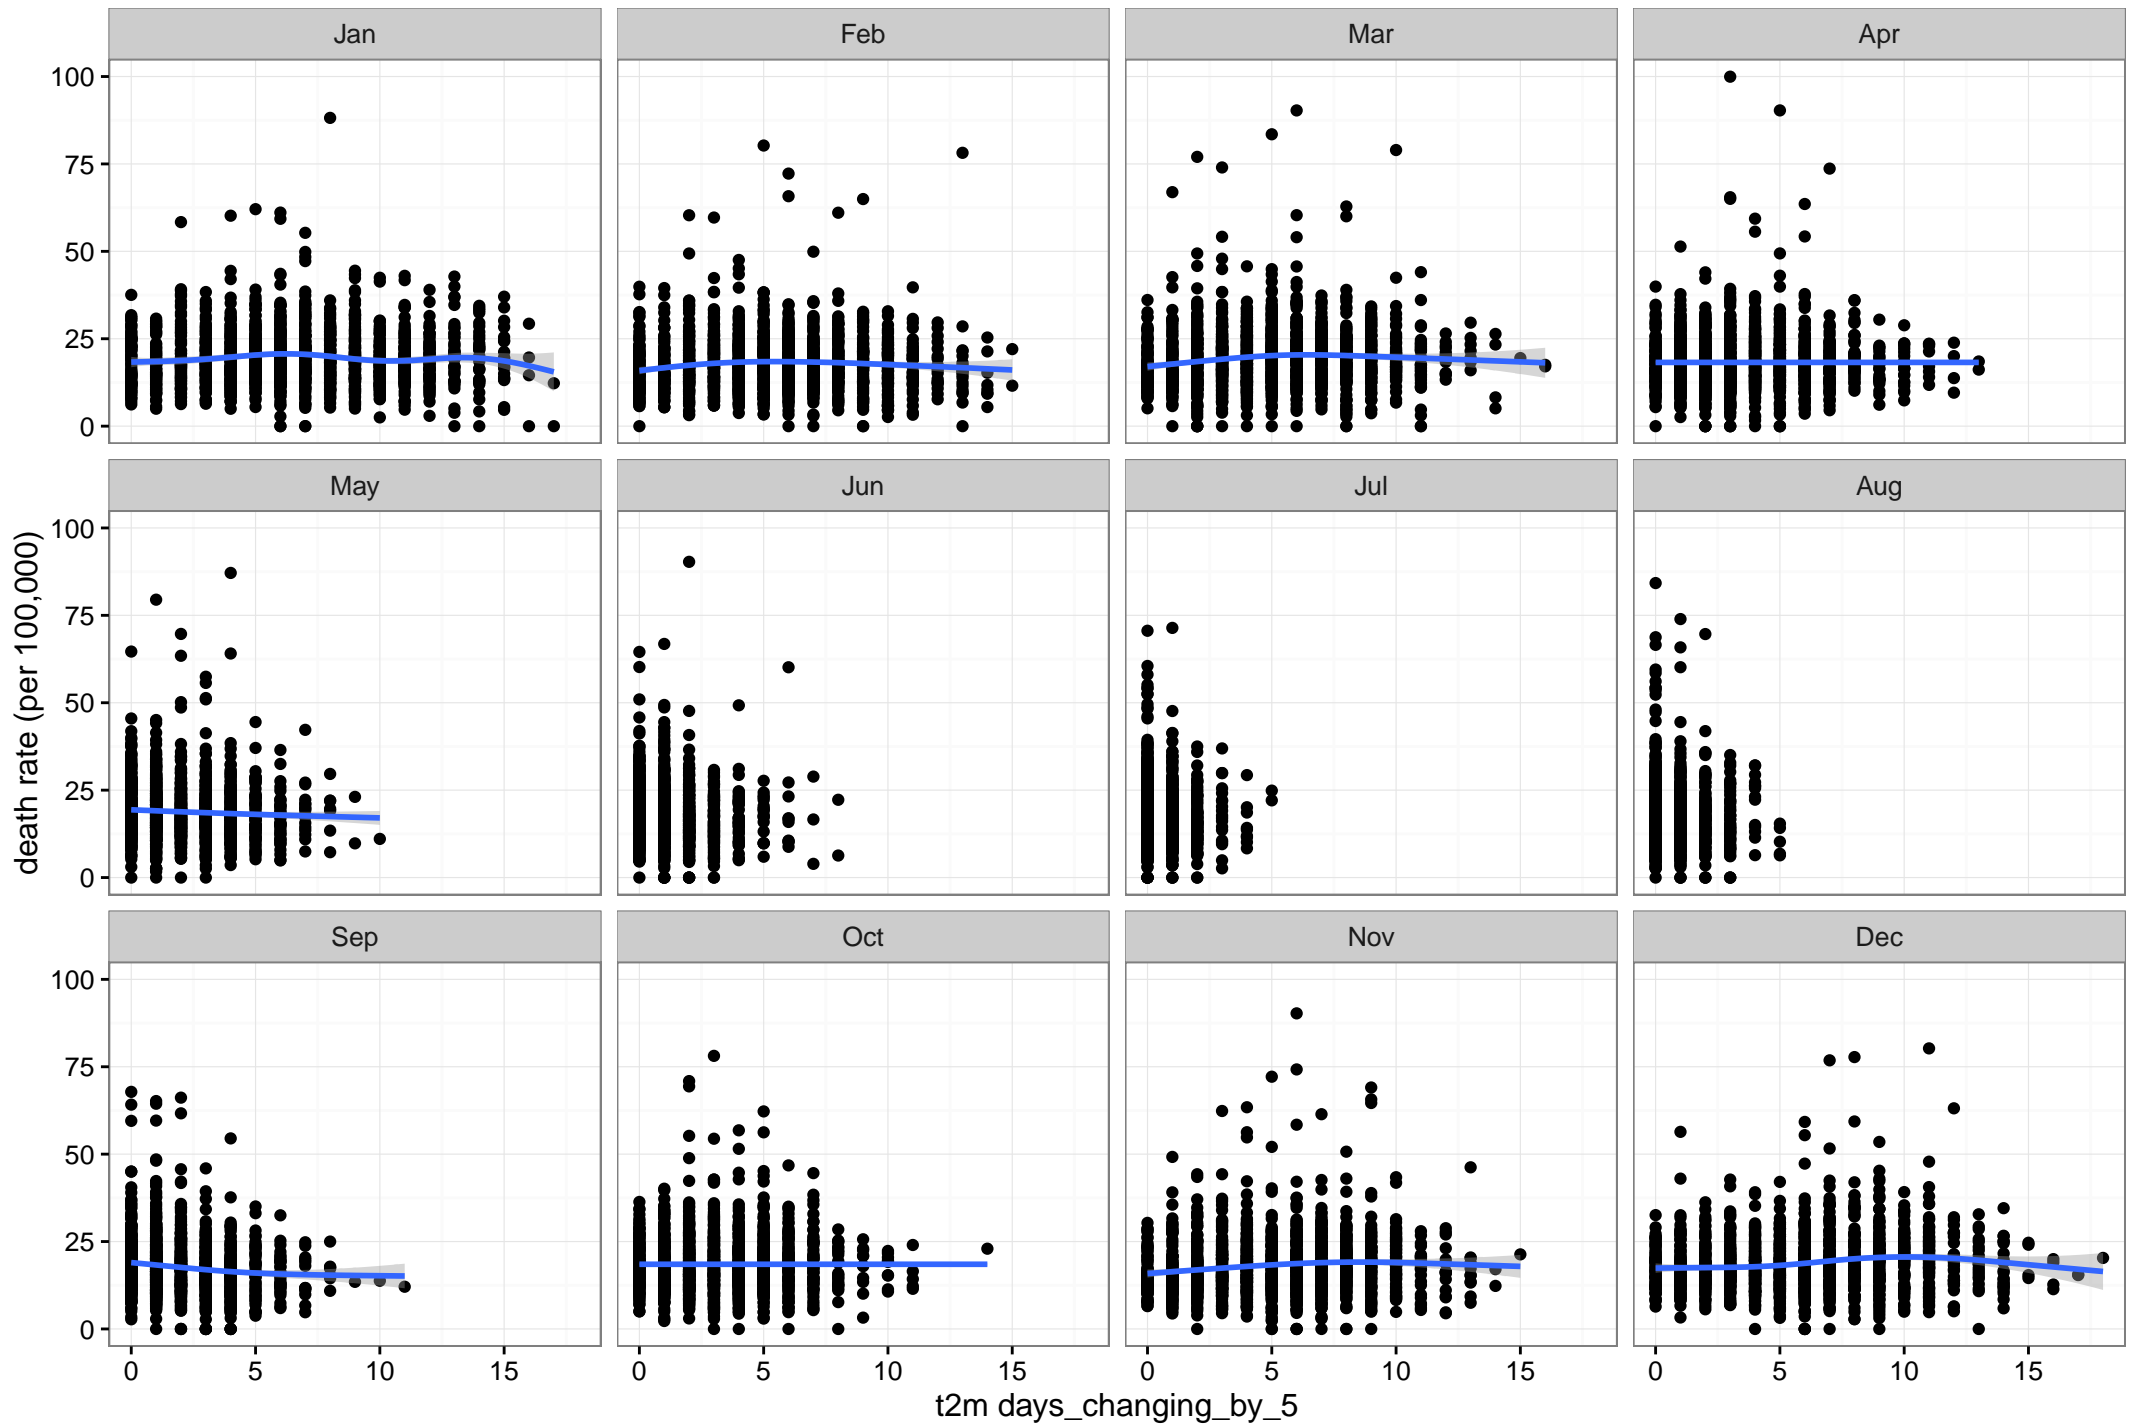 Jan Feb Mar Apr
100
75
50
25
0
May Jun Jul Aug
death rate (per 100,000)
100
75
50
25
0
Sep Oct Nov Dec
100
75
50
25
0
0 5 10 15 0 5 10 15 0 5 10 15 0 5 10 15
t2m days_changing_by_5